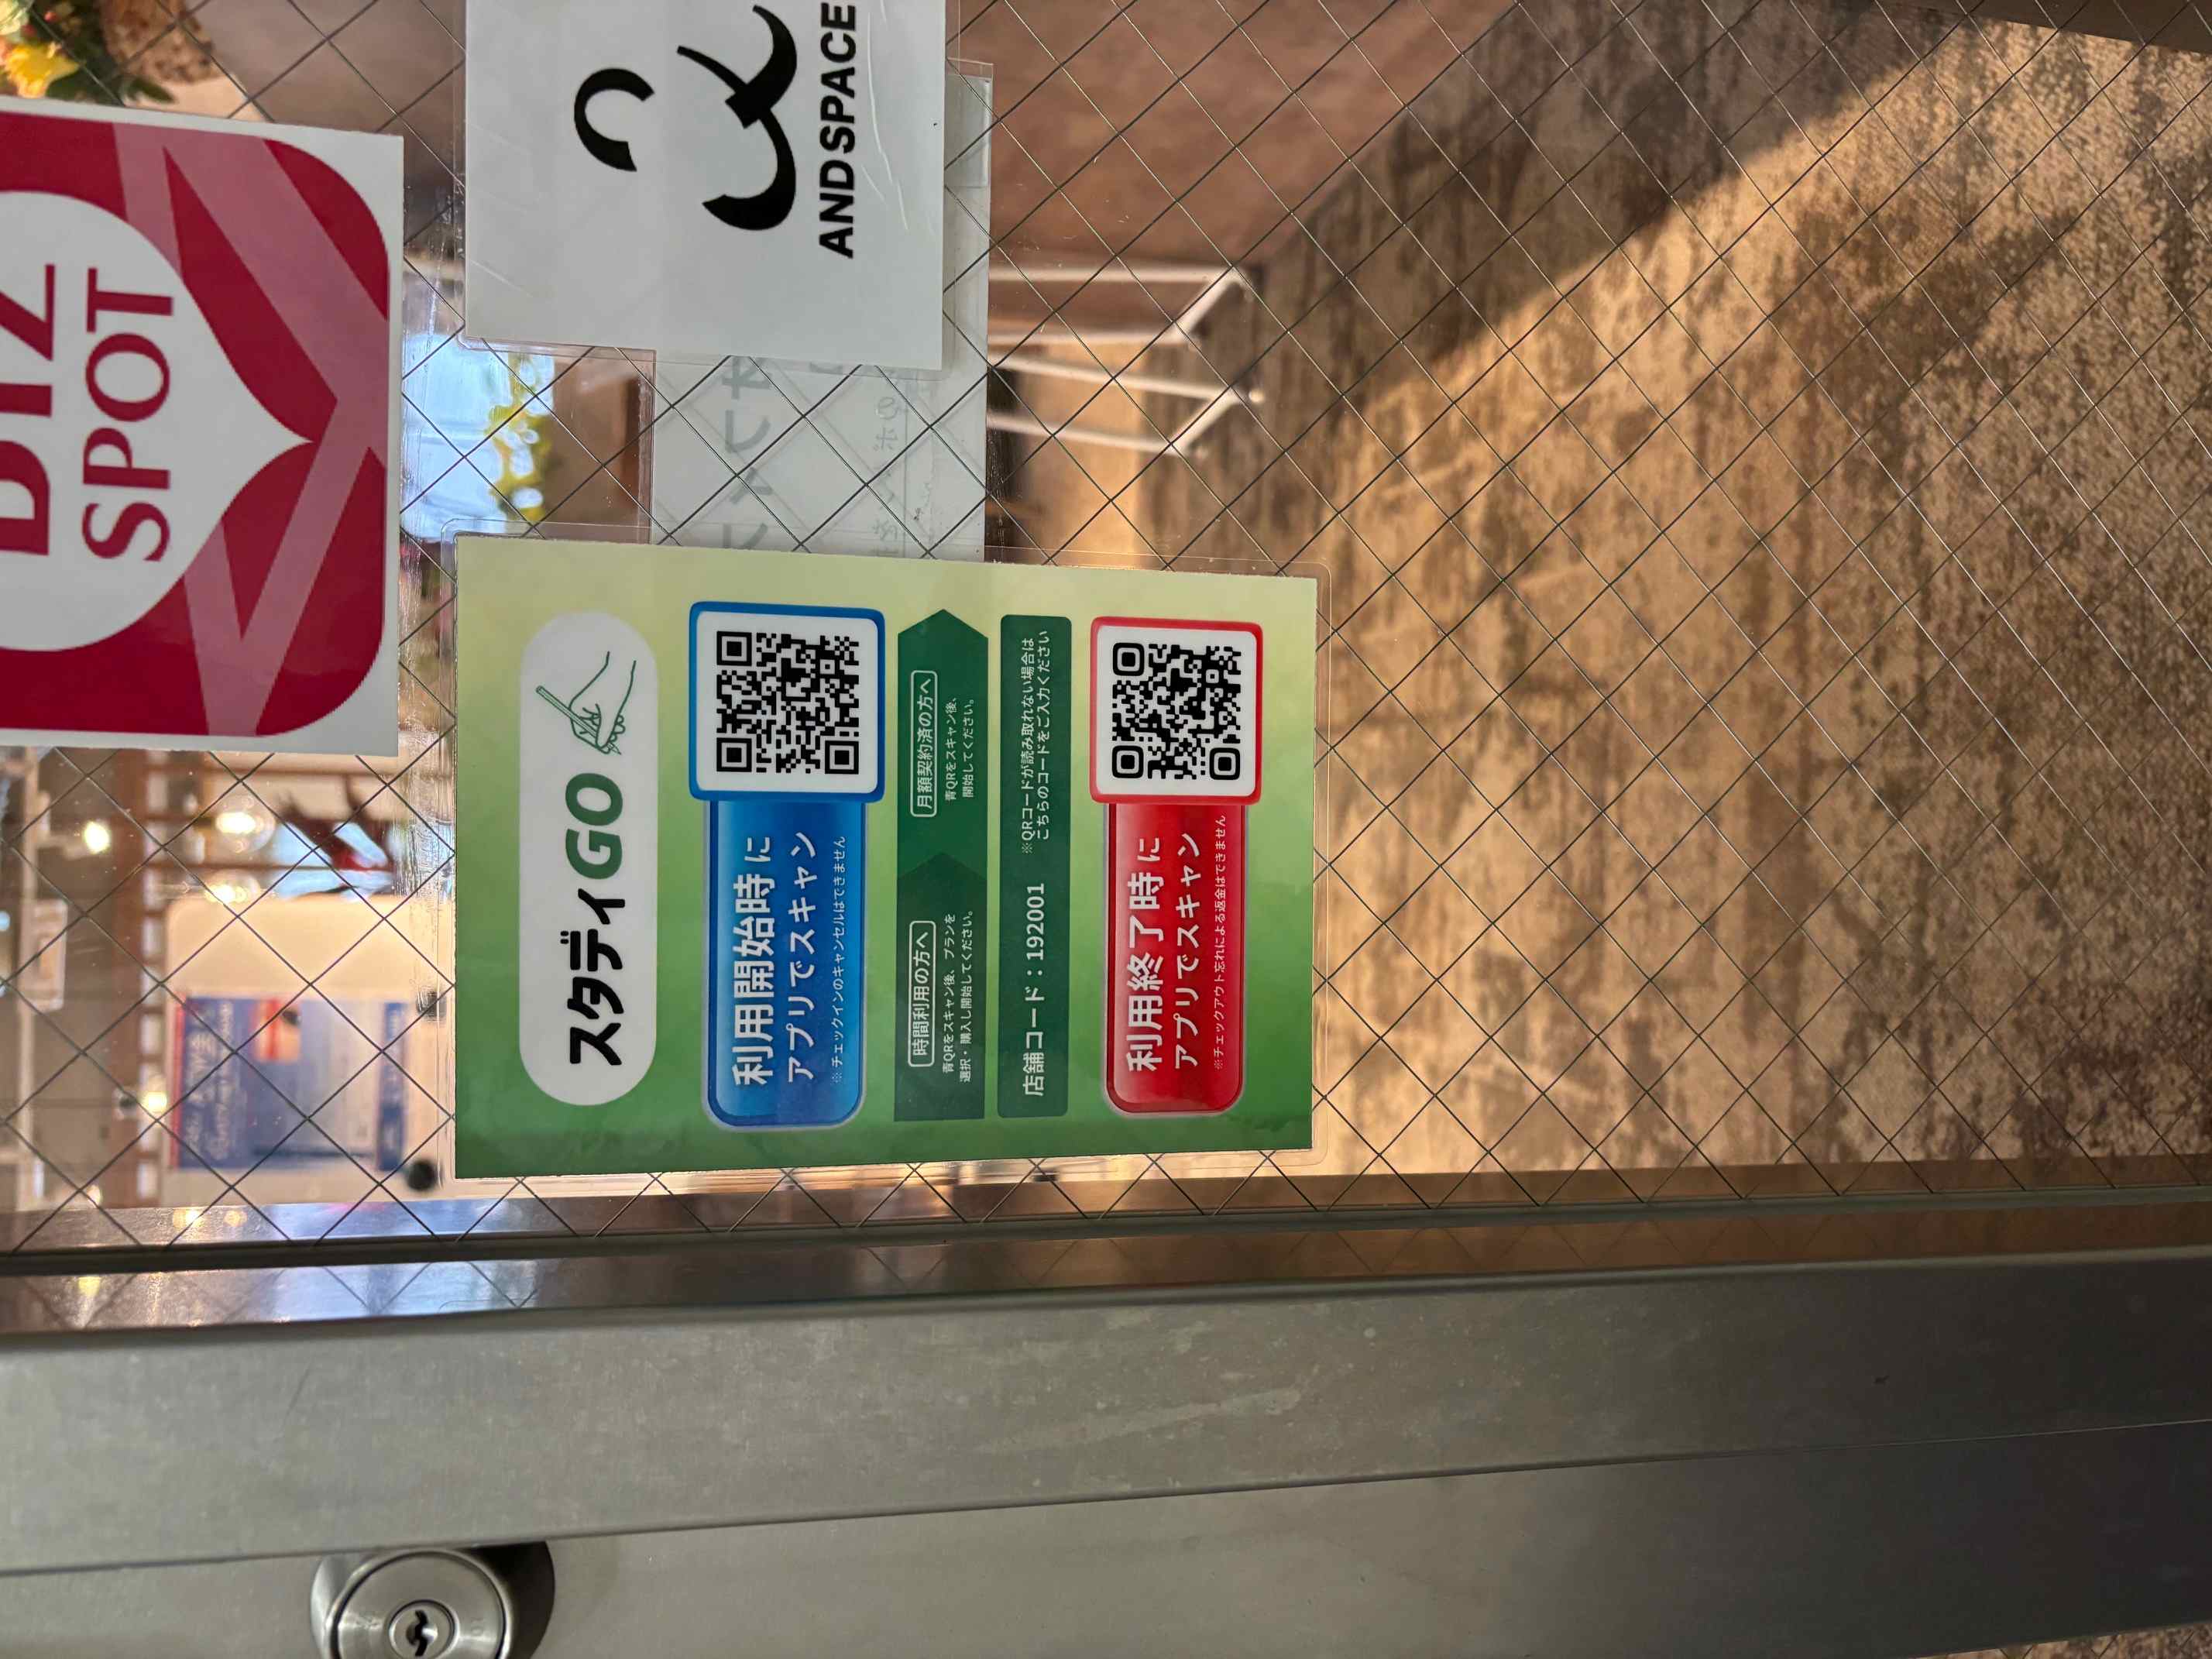 SPOT
ANDSPACE
スタディGO
利用開始時に
アプリでスキャン
※チェックインのキャンセルはできません
時間利用の方へ
青QRをスキャン後、プランを
選択・購入し開始してください。
月額契約済の方へ
青QRをスキャン後、
開始してください。
店舗コード：192001
※QRコードが読み取れない場合は
こちらのコードをご入力ください
利用終了時に
アプリでスキャン
※チェックアウト忘れによる返金はできません